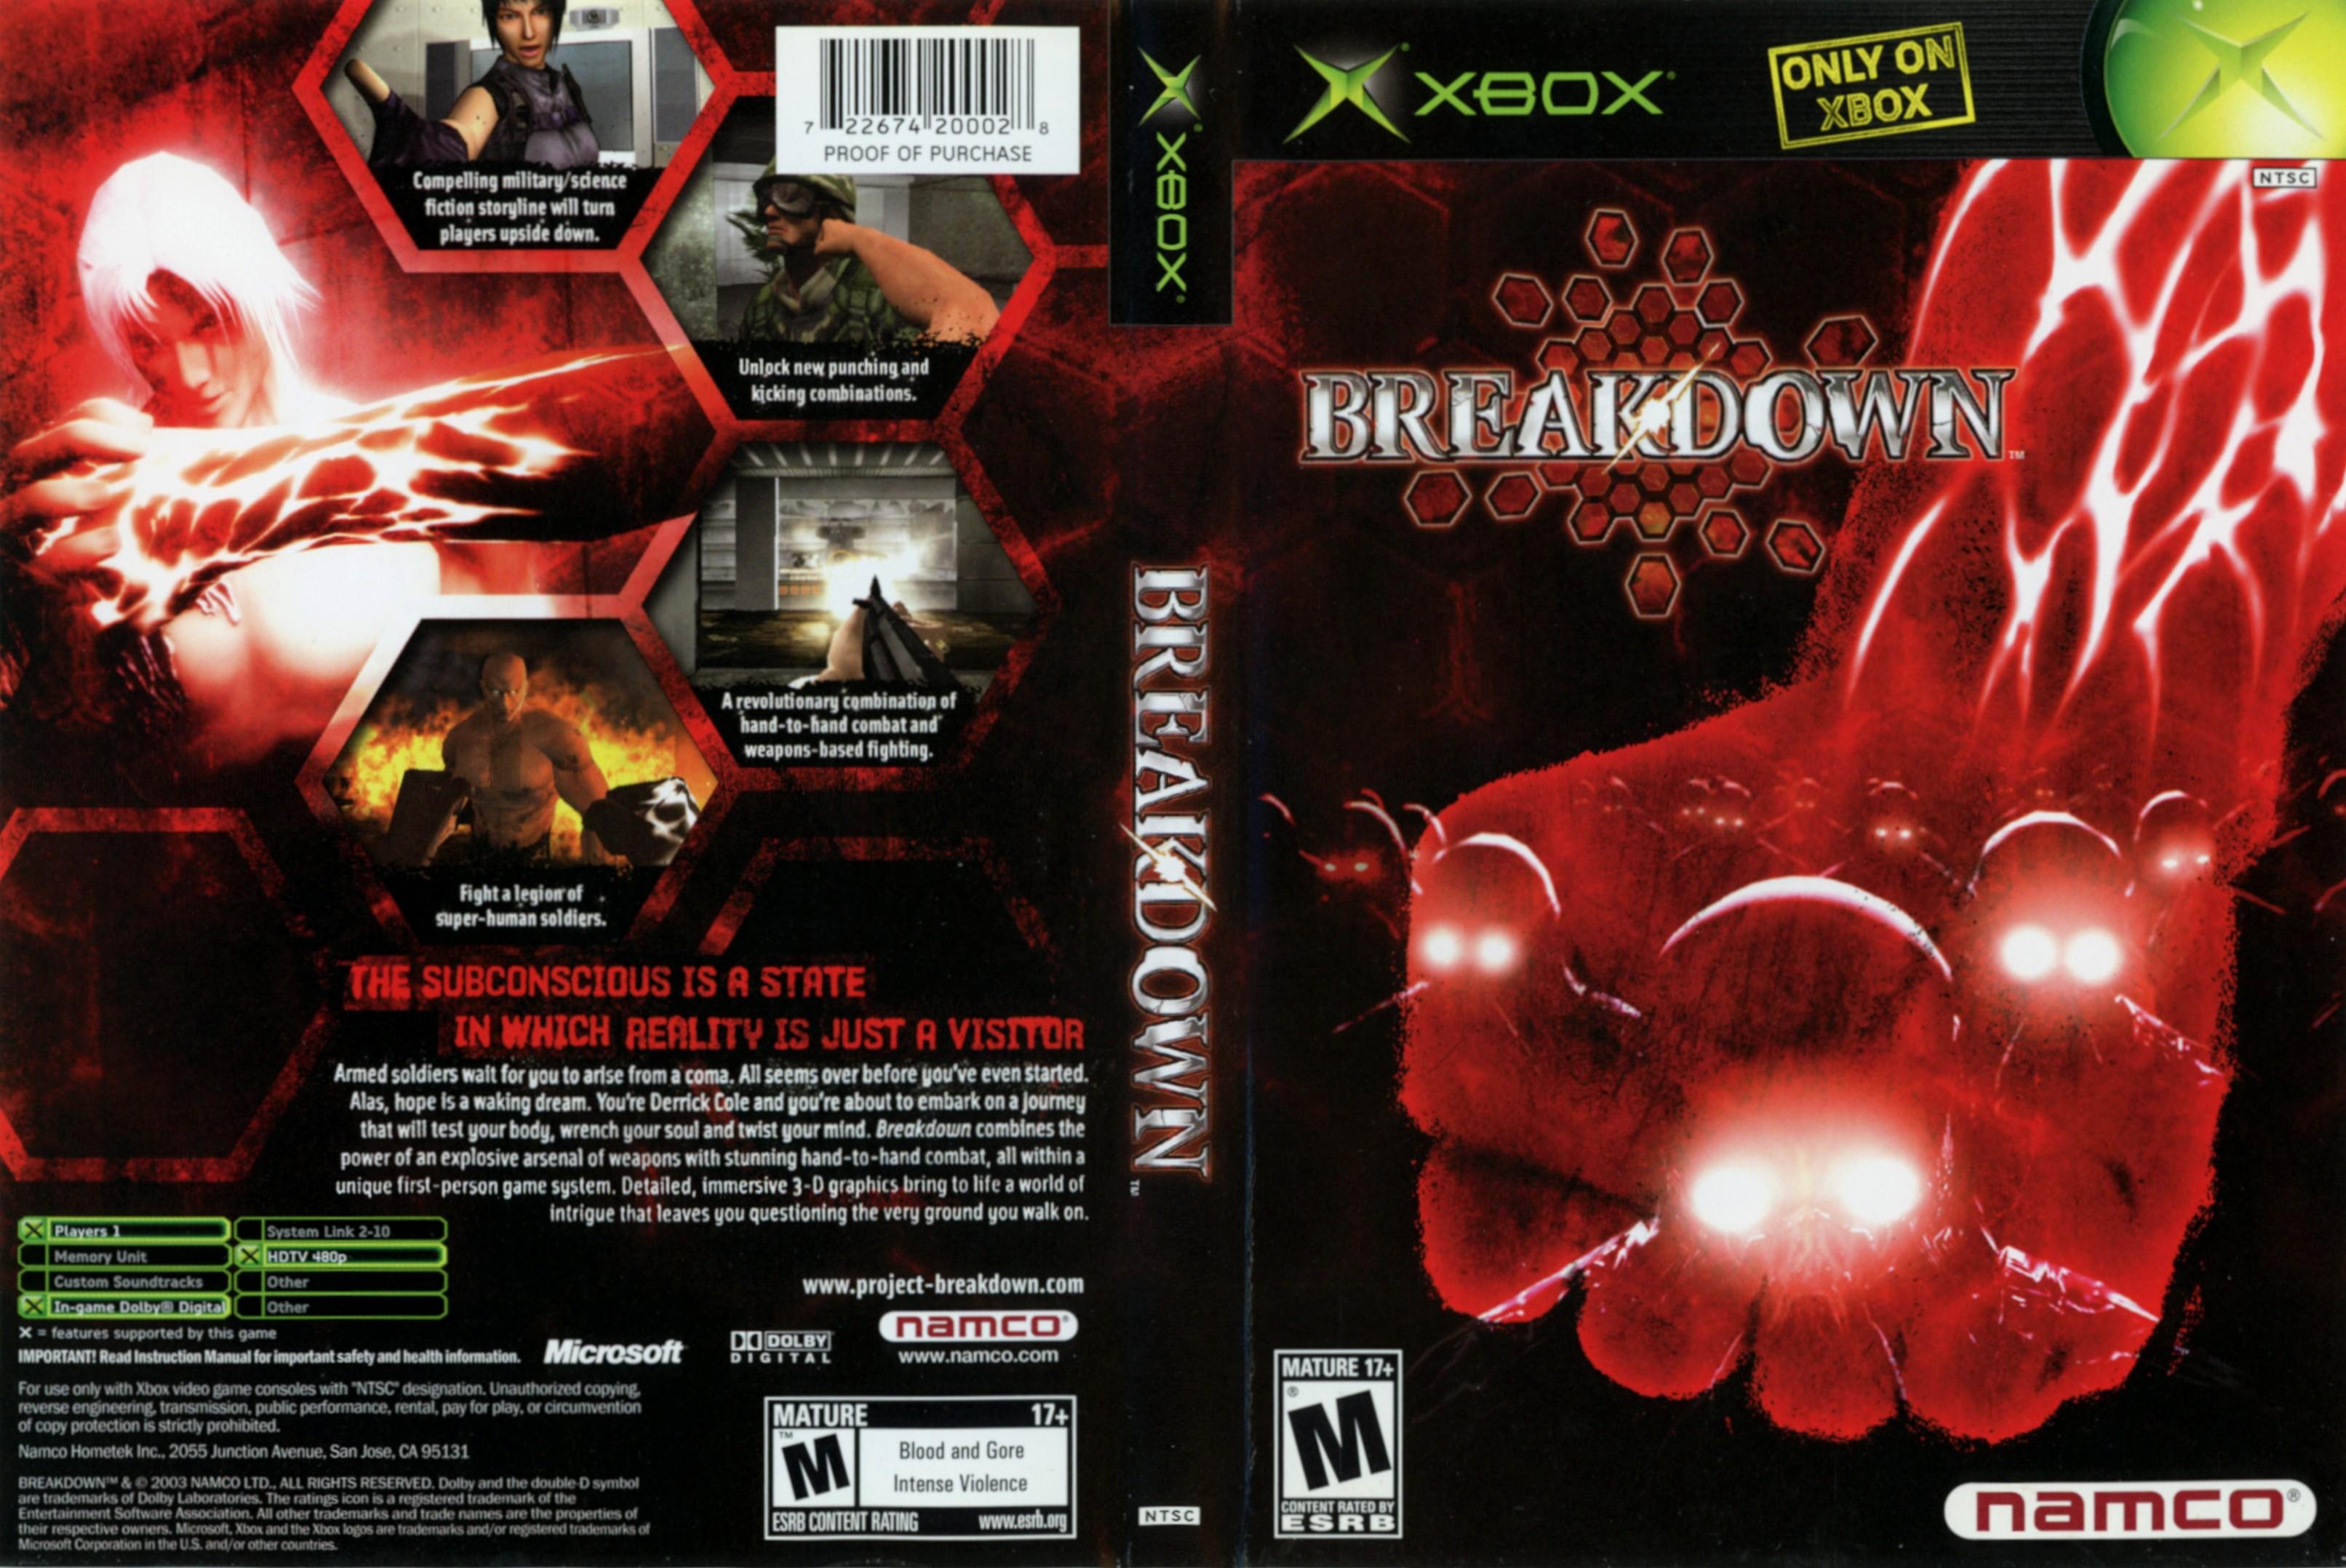 Compelling military/science
fiction storyline will turn
players upside down.
7 22674 20002 8
PROOF OF PURCHASE
Unlock new punching and
kicking combinations.
A revolutionary combination of
hand-to-hand combat and
weapons-based fighting.
Fight a legion of
super-human soldiers.
THE SUBCONSCIOUS IS A STATE
IN WHICH REALITY IS JUST A VISITOR
Armed soldiers wait for you to arise from a coma. All seems over before you've even started.
Alas, hope is a waking dream. You're Derrick Cole and you're about to embark on a journey
that will test your body, wrench your soul and twist your mind. Breakdown combines the
power of an explosive arsenal of weapons with stunning hand-to-hand combat, all within a
unique first-person game system. Detailed, immersive 3-D graphics bring to life a world of
intrigue that leaves you questioning the very ground you walk on.
X Players 1
System Link 2-10
Memory Unit
X HDTV 480p
Custom Soundtracks
Other
X In-game Dolby® Digital
Other
X = features supported by this game
IMPORTANT! Read Instruction Manual for important safety and health information.
www.project-breakdown.com
Microsoft
DOLBY
DIGITAL
namco®
www.namco.com
For use only with Xbox video game consoles with "NTSC" designation. Unauthorized copying,
reverse engineering, transmission, public performance, rental, pay for play, or circumvention
of copy protection is strictly prohibited.
Namco Hometek Inc., 2055 Junction Avenue, San Jose, CA 95131
BREAKDOWN™ & © 2003 NAMCO LTD., ALL RIGHTS RESERVED. Dolby and the double-D symbol
are trademarks of Dolby Laboratories. The ratings icon is a registered trademark of the
Entertainment Software Association. All other trademarks and trade names are the properties of
their respective owners. Microsoft, Xbox and the Xbox logos are trademarks and/or registered trademarks of
Microsoft Corporation in the U.S. and/or other countries.
MATURE 17+
M™
Blood and Gore
Intense Violence
ESRB CONTENT RATING www.esrb.org
XBOX®
BREAKDOWN™
NTSC
XBOX®
ONLY ON
XBOX
NTSC
BREAKDOWN™
MATURE 17+
M®
CONTENT RATED BY
ESRB
namco®